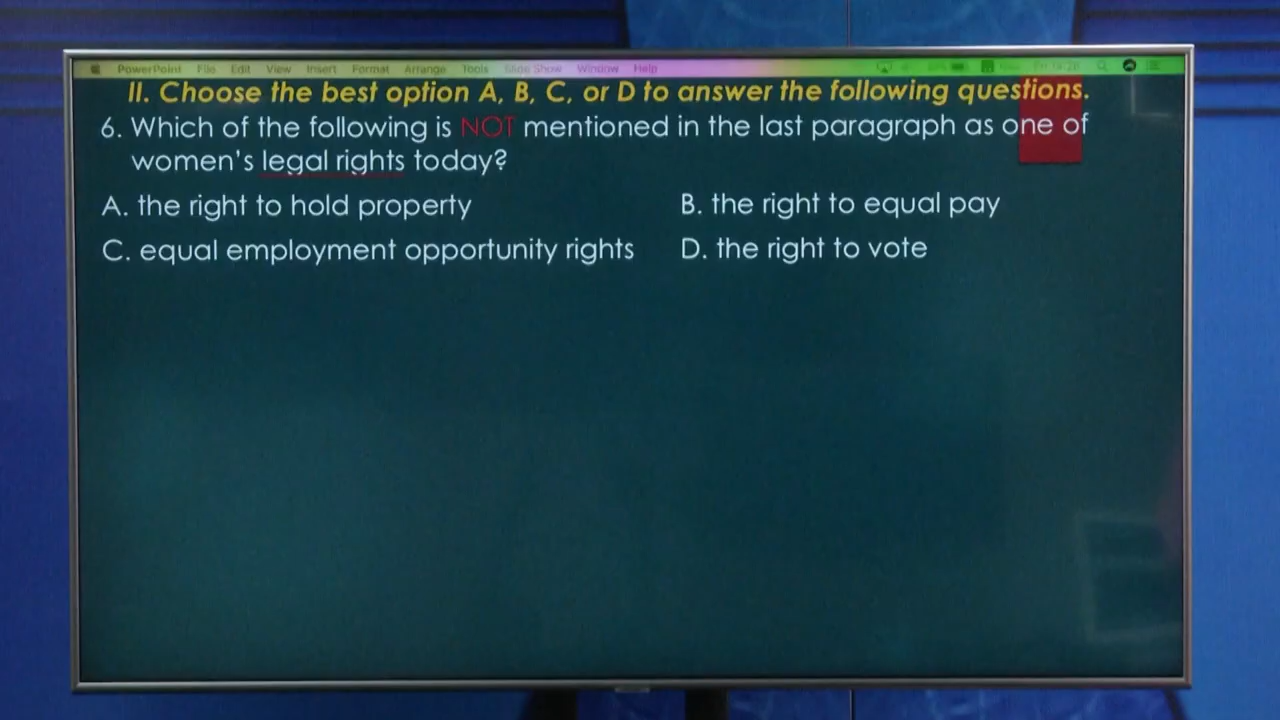 PowerPoint File Edit View Insert Format Arrange Tools Slide Show Window Help
II. Choose the best option A, B, C, or D to answer the following questions.
6. Which of the following is NOT mentioned in the last paragraph as one of
women's legal rights today?
A. the right to hold property B. the right to equal pay
C. equal employment opportunity rights D. the right to vote